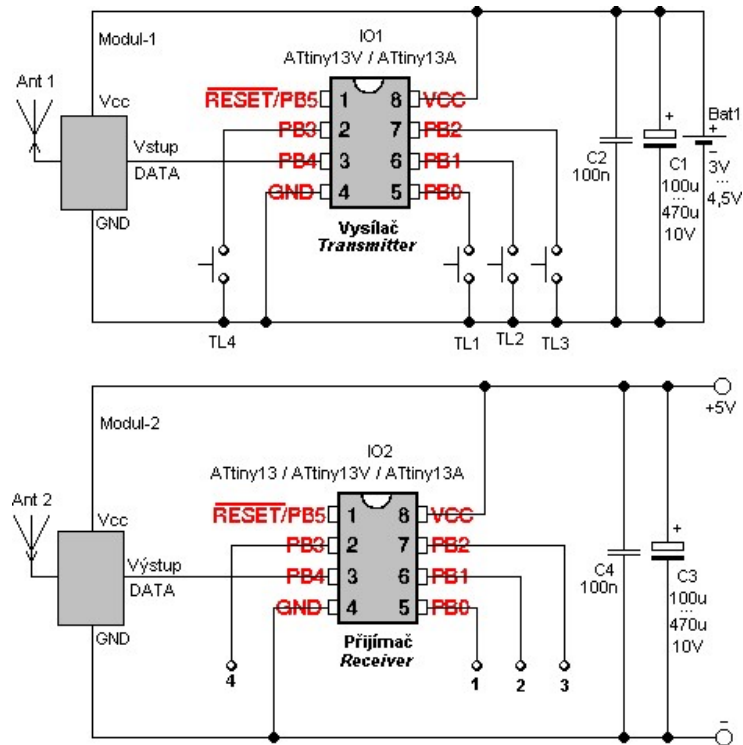 Modul-1
IO1
ATtiny13V / ATtiny13A
Ant 1
Vcc
Vstup
DATA
GND
RESET/PB5 1 8 VCC
PB3 2 7 PB2
PB4 3 6 PB1
GND 4 5 PB0
Vysílač
Transmitter
C2
100n
+
C1
100u
...
470u
10V
Bat1
+
−
3V
...
4,5V
TL4
TL1
TL2
TL3
Modul-2
IO2
ATtiny13 / ATtiny13V / ATtiny13A
+5V
Ant 2
Vcc
Výstup
DATA
GND
RESET/PB5 1 8 VCC
PB3 2 7 PB2
PB4 3 6 PB1
GND 4 5 PB0
Přijímač
Receiver
4
1
2
3
C4
100n
+
C3
100u
...
470u
10V
−